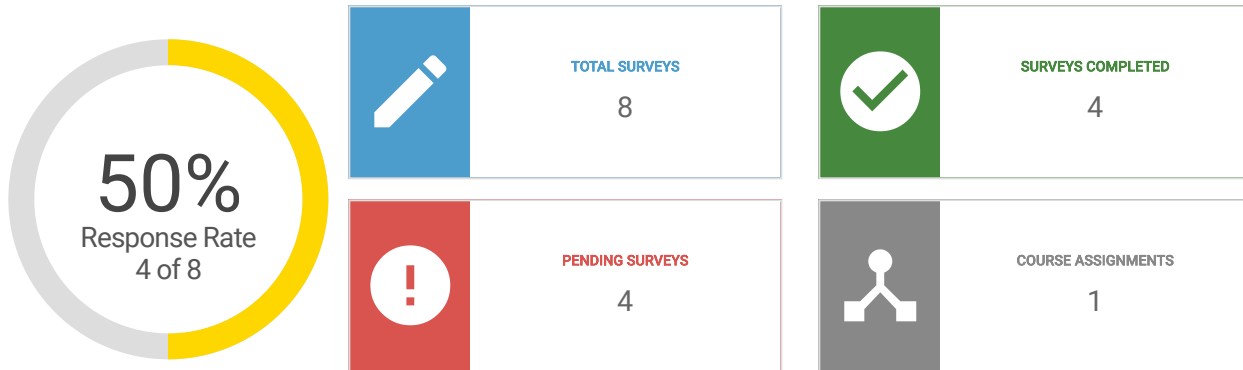 50%
Response Rate
4 of 8
TOTAL SURVEYS
8
SURVEYS COMPLETED
4
PENDING SURVEYS
4
COURSE ASSIGNMENTS
1